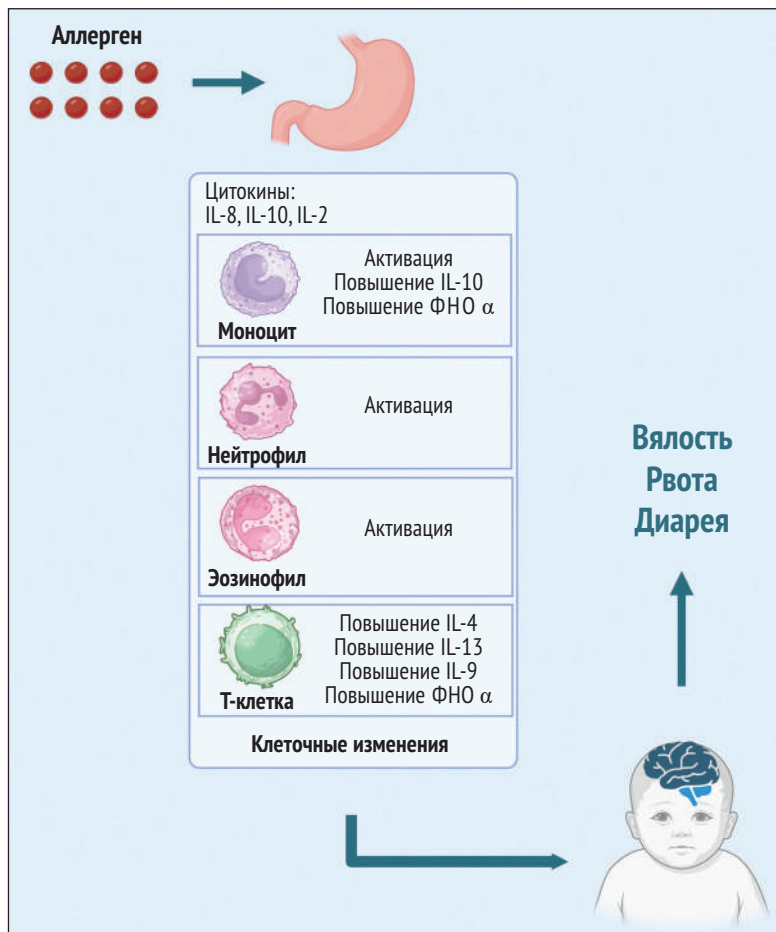 Аллерген
Цитокины:
IL-8, IL-10, IL-2
Активация
Повышение IL-10
Повышение ФНО α
Моноцит
Активация
Нейтрофил
Активация
Эозинофил
Повышение IL-4
Повышение IL-13
Повышение IL-9
Повышение ФНО α
Т-клетка
Клеточные изменения
Вялость
Рвота
Диарея